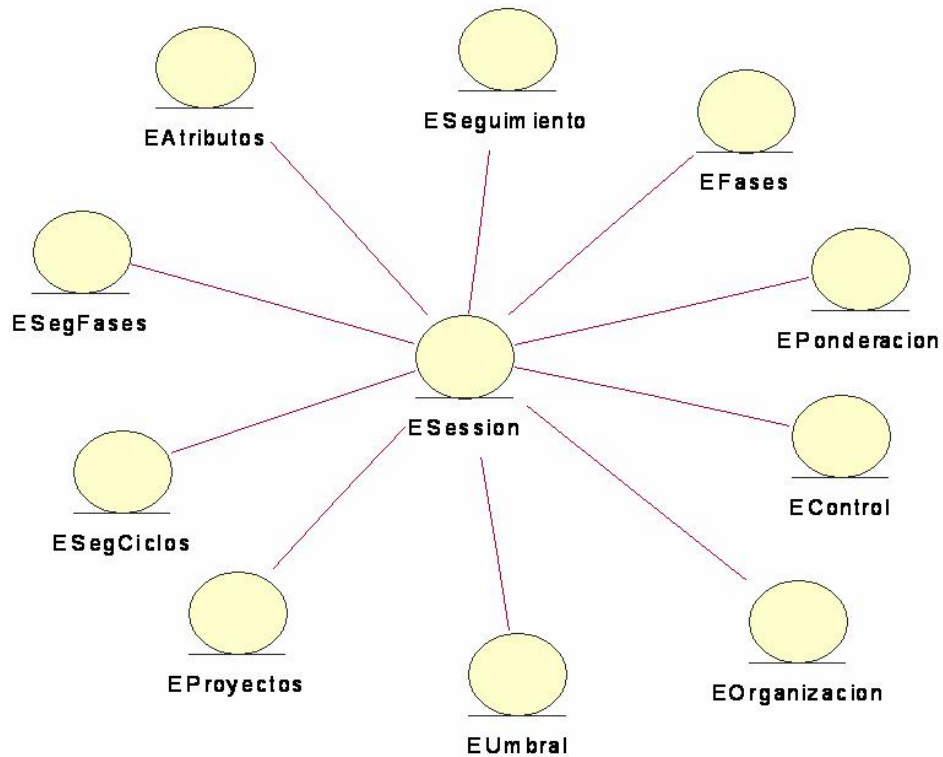 ESeguimiento
EAtributos
EFases
ESegFases
EPonderacion
ESession
EControl
ESegCiclos
EProyectos
EOrganizacion
EUmbral